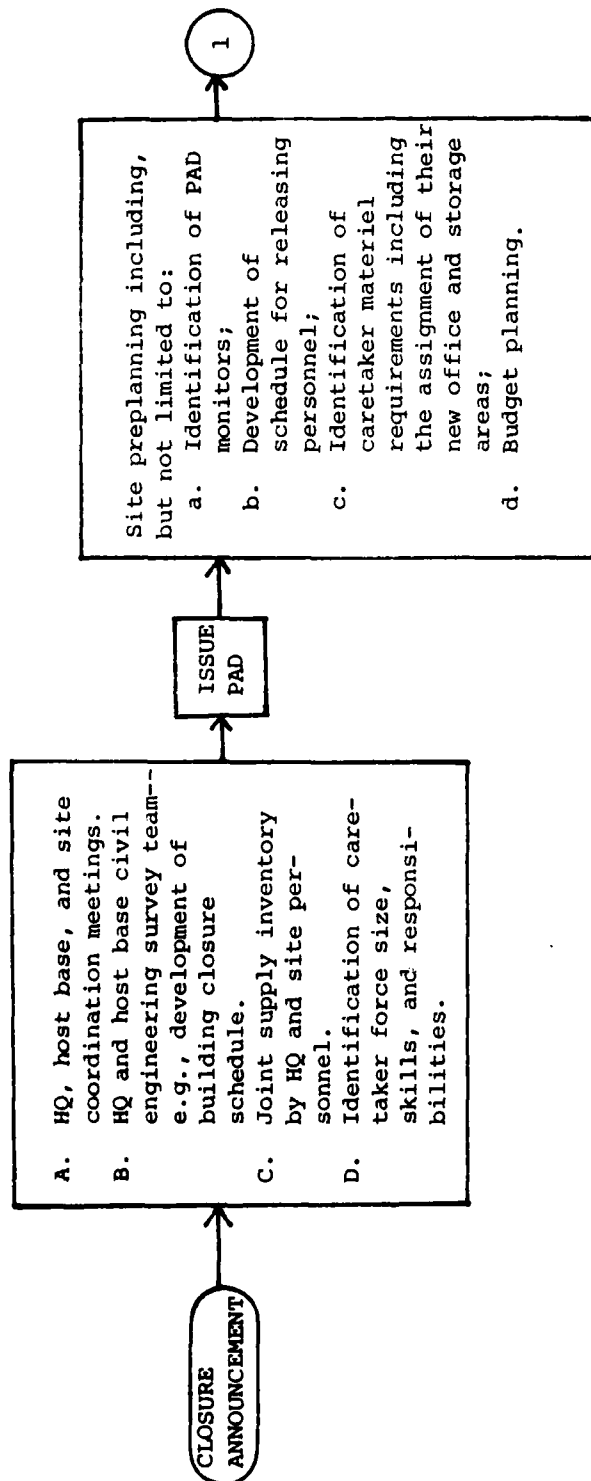 CLOSURE
ANNOUNCEMENT
A. HQ, host base, and site
coordination meetings.
B. HQ and host base civil
engineering survey team--
e.g., development of
building closure
schedule.
C. Joint supply inventory
by HQ and site per-
sonnel.
D. Identification of care-
taker force size,
skills, and responsi-
bilities.
ISSUE
PAD
Site preplanning including,
but not limited to:
a. Identification of PAD
monitors;
b. Development of
schedule for releasing
personnel;
c. Identification of
caretaker materiel
requirements including
the assignment of their
new office and storage
areas;
d. Budget planning.
1